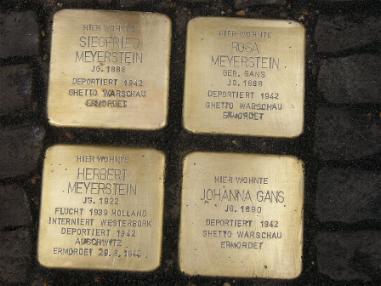 HIER WOHNTE
SIEGFRIED
MEYERSTEIN
JG. 1888
DEPORTIERT 1942
GHETTO WARSCHAU
ERMORDET
HIER WOHNTE
ROSA
MEYERSTEIN
GEB. GANS
JG. 1888
DEPORTIERT 1942
GHETTO WARSCHAU
ERMORDET
HIER WOHNTE
HERBERT
MEYERSTEIN
JG. 1922
FLUCHT 1939 HOLLAND
INTERNIERT WESTERBORK
DEPORTIERT 1942
AUSCHWITZ
ERMORDET
HIER WOHNTE
JOHANNA GANS
JG. 1890
DEPORTIERT 1942
GHETTO WARSCHAU
ERMORDET